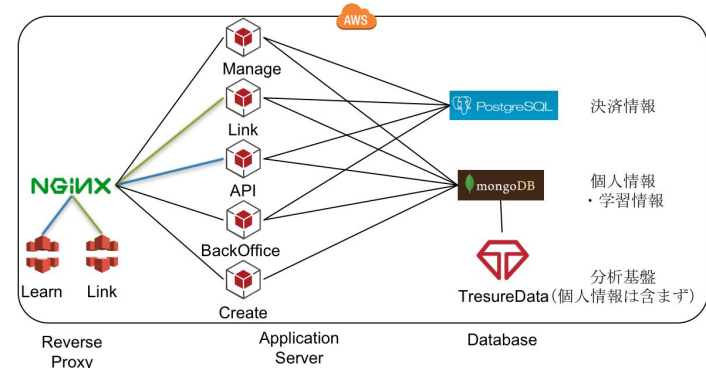 AWS
Manage
Link
API
BackOffice
Create
NGINX
Learn
Link
PostgreSQL
決済情報
mongoDB
個人情報
・学習情報
分析基盤
TresureData(個人情報は含まず)
Reverse
Proxy
Application
Server
Database